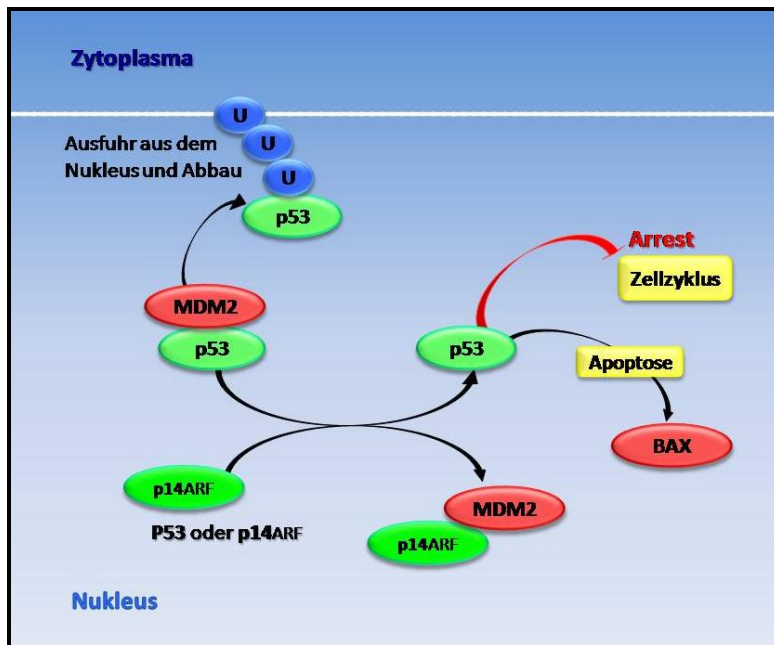 Zytoplasma
U
U
U
Ausfuhr aus dem
Nukleus und Abbau
p53
Arrest
Zellzyklus
MDM2
p53
p53
Apoptose
BAX
p14ARF
P53 oder p14ARF
MDM2
p14ARF
Nukleus